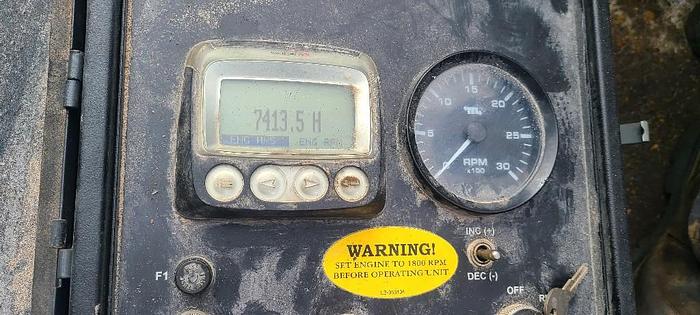 7413.5 H
ENG HRS ENG RPM
5
10
15
20
25
30
0
RPM
x100
INC (+)
WARNING!
SET ENGINE TO 1800 RPM
BEFORE OPERATING UNIT
DEC (-)
F1
OFF